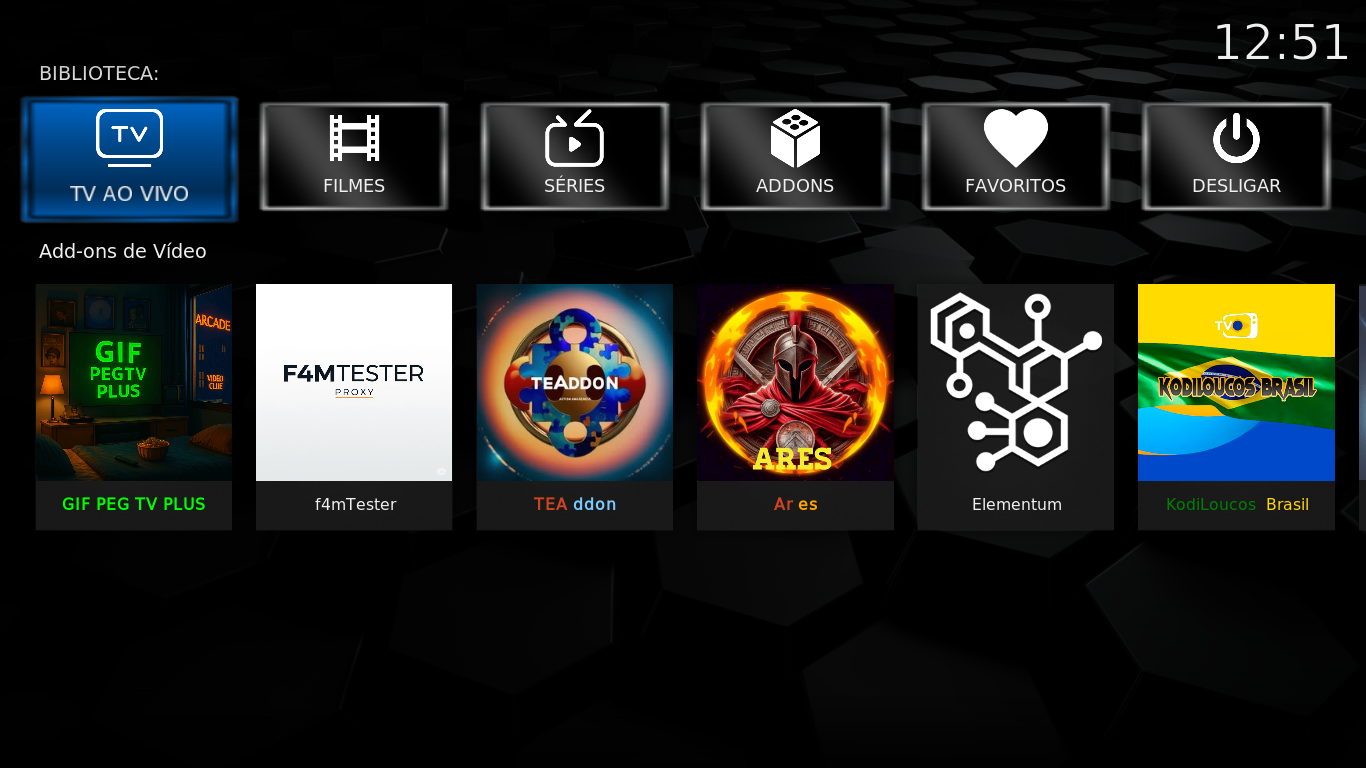 12:51
BIBLIOTECA:
TV
TV AO VIVO
FILMES
SÉRIES
ADDONS
FAVORITOS
DESLIGAR
Add-ons de Vídeo
ARCADE
GIF
PEGTV
PLUS
VIDEO
F4MTESTER
PROXY
TEADDON
ARES
TV
KODILOUCOS BRASIL
GIF PEG TV PLUS
f4mTester
TEA ddon
Ar es
Elementum
KodiLoucos Brasil